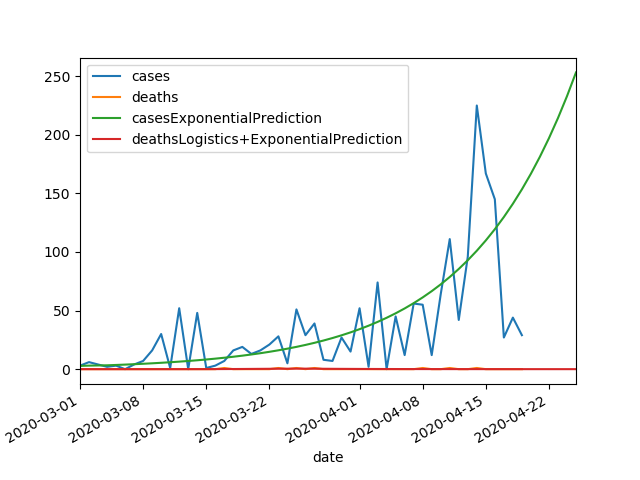 250
200
150
100
50
0
cases
deaths
casesExponentialPrediction
deathsLogistics+ExponentialPrediction
2020-03-01
2020-03-08
2020-03-15
2020-03-22
2020-04-01
2020-04-08
2020-04-15
2020-04-22
date